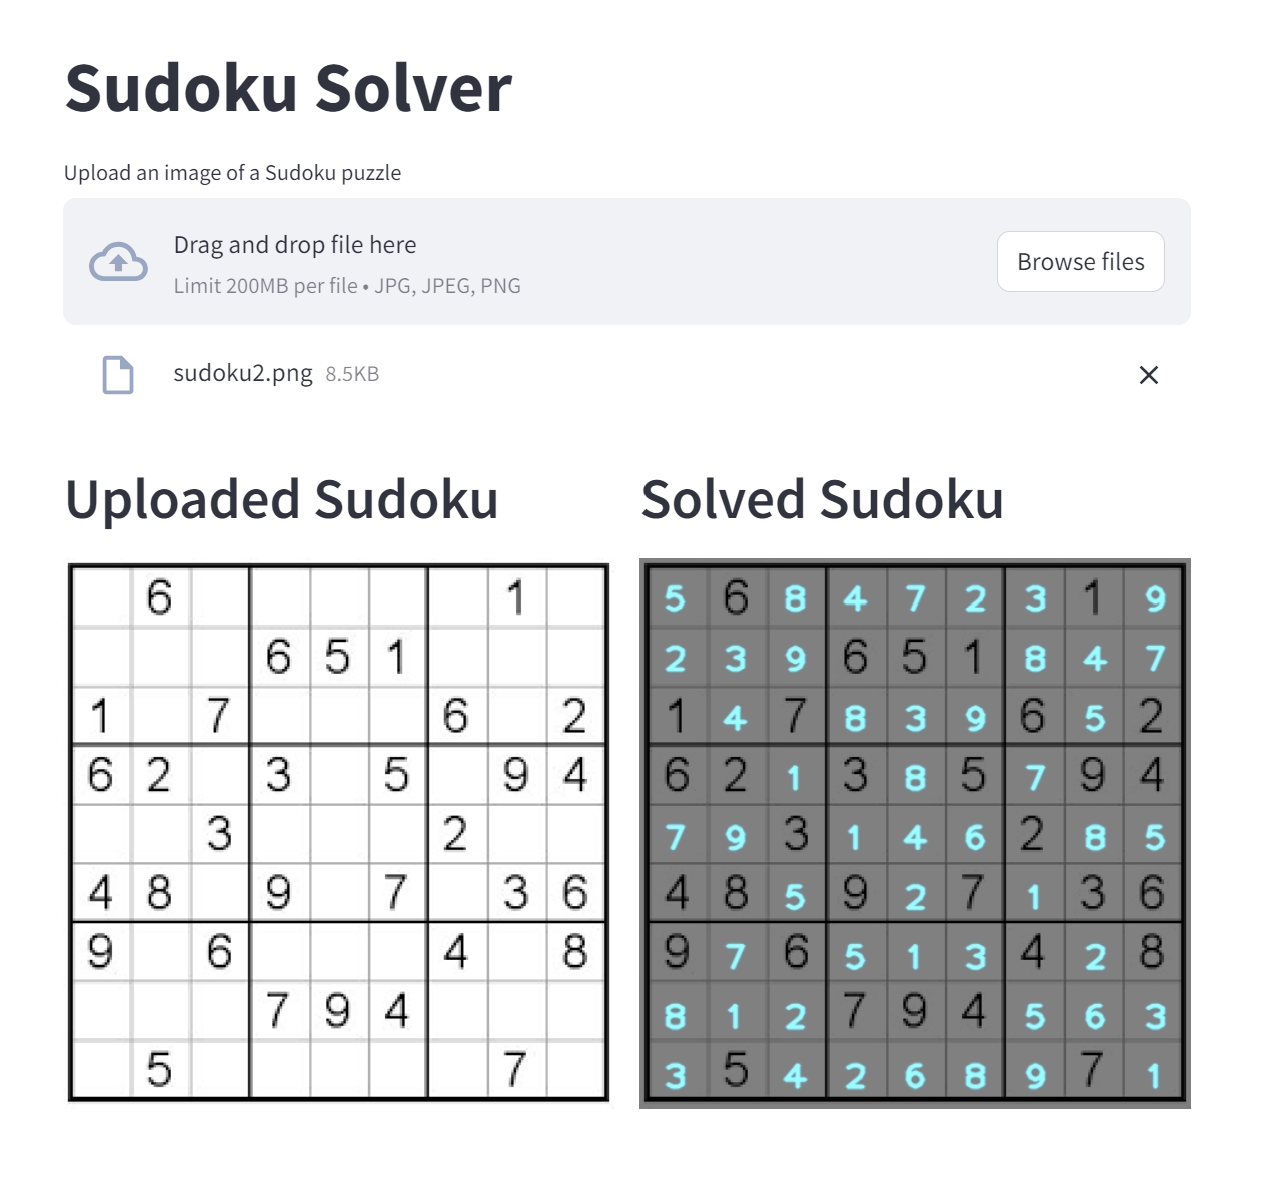 Sudoku Solver
Upload an image of a Sudoku puzzle
Drag and drop file here
Limit 200MB per file • JPG, JPEG, PNG
Browse files
sudoku2.png 8.5KB
Uploaded Sudoku
6 1
6 5 1
1 7 6 2
6 2 3 5 9 4
3 2
4 8 9 7 3 6
9 6 4 8
7 9 4
5 7
Solved Sudoku
5 6 8 4 7 2 3 1 9
2 3 9 6 5 1 8 4 7
1 4 7 8 3 9 6 5 2
6 2 1 3 8 5 7 9 4
7 9 3 1 4 6 2 8 5
4 8 5 9 2 7 1 3 6
9 7 6 5 1 3 4 2 8
8 1 2 7 9 4 5 6 3
3 5 4 2 6 8 9 7 1